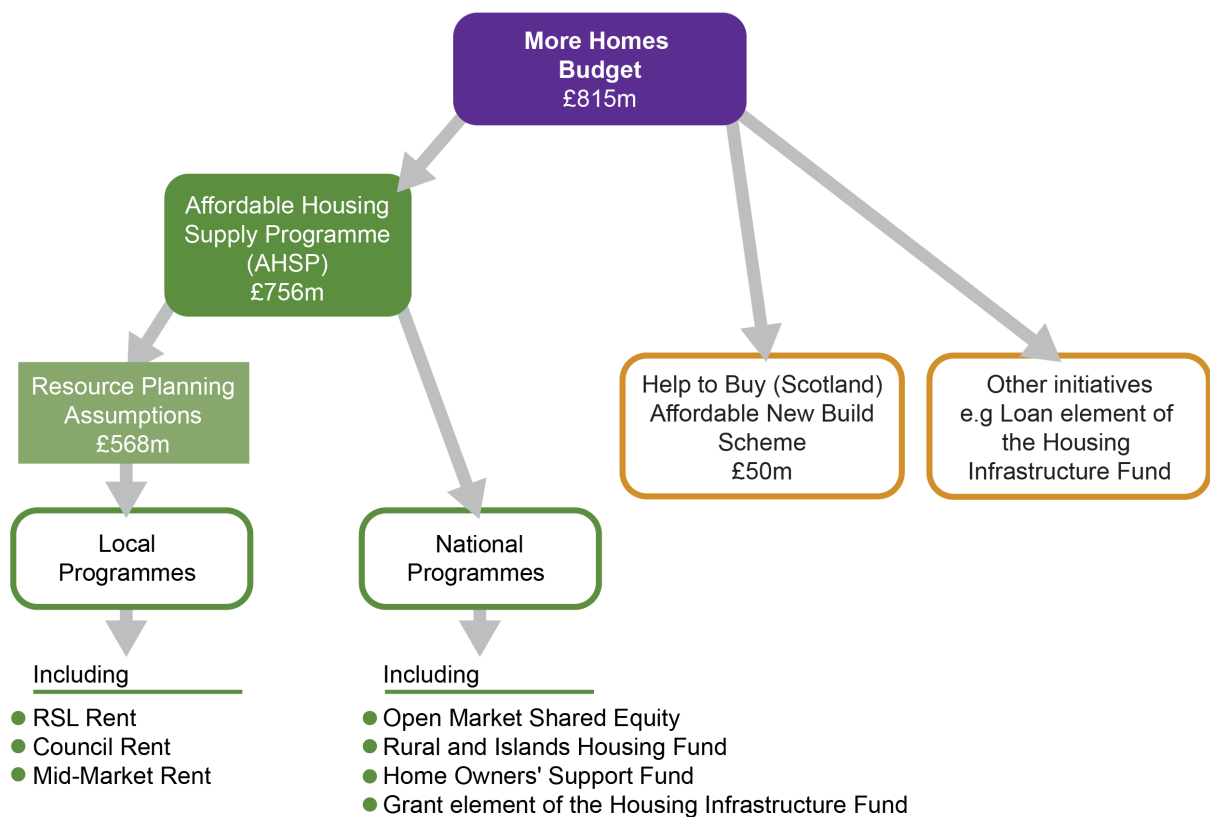 More Homes
Budget
£815m
Affordable Housing
Supply Programme
(AHSP)
£756m
Resource Planning
Assumptions
£568m
Help to Buy (Scotland)
Affordable New Build
Scheme
£50m
Other initiatives
e.g Loan element of
the Housing
Infrastructure Fund
Local
Programmes
National
Programmes
Including
RSL Rent
Council Rent
Mid-Market Rent
Including
Open Market Shared Equity
Rural and Islands Housing Fund
Home Owners' Support Fund
Grant element of the Housing Infrastructure Fund